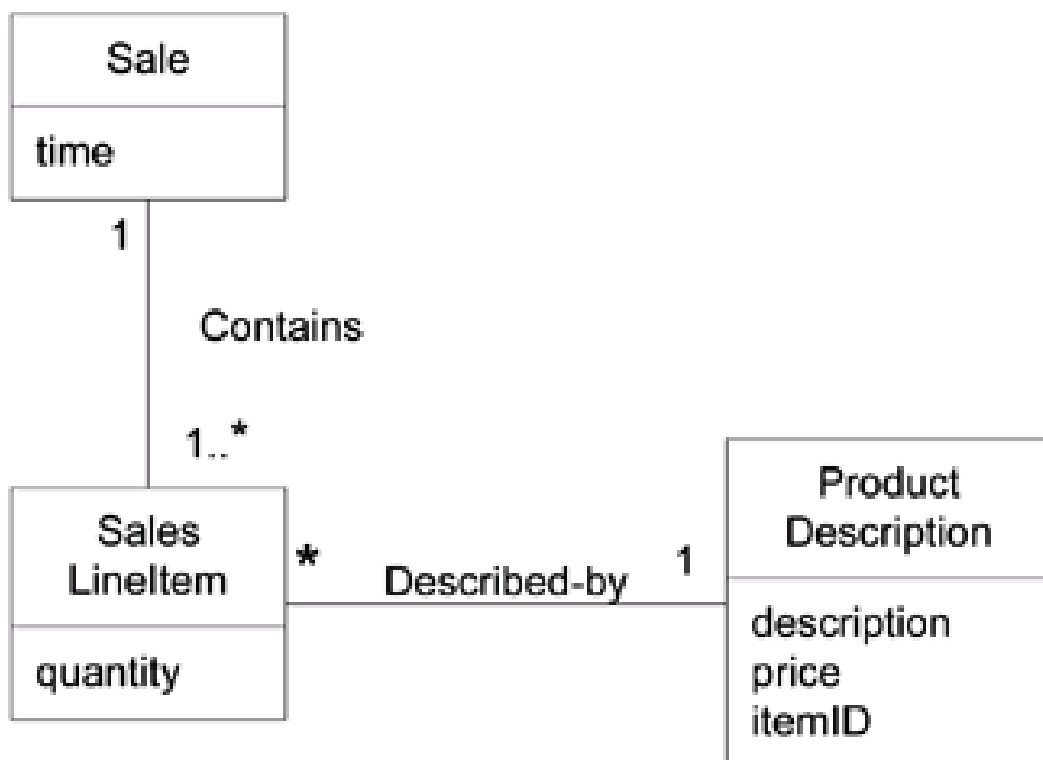 Sale
time
1
Contains
1..*
Sales
LineItem
quantity
*
Described-by
1
Product
Description
description
price
itemID